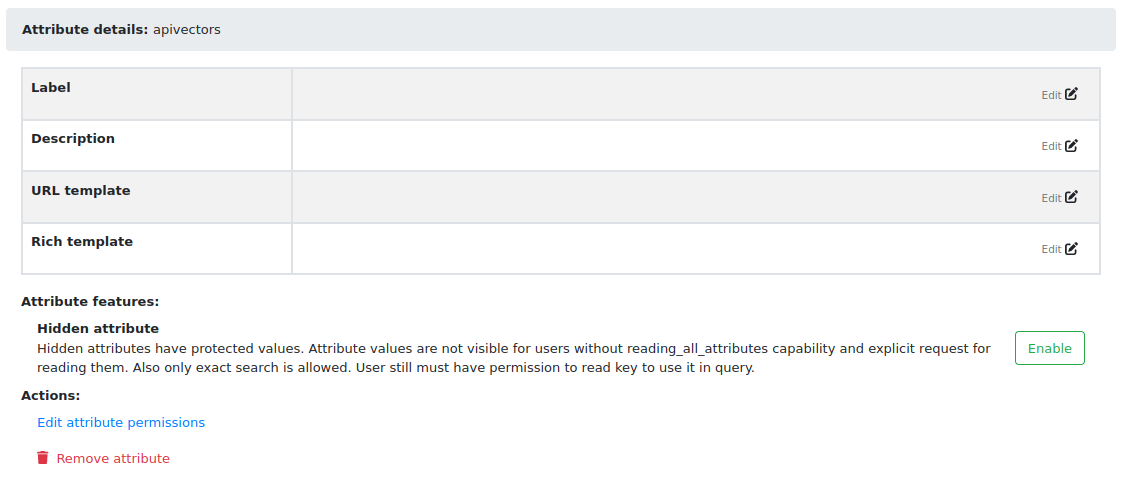 Attribute details: apivectors
Label
Edit
Description
Edit
URL template
Edit
Rich template
Edit
Attribute features:
Hidden attribute
Hidden attributes have protected values. Attribute values are not visible for users without reading_all_attributes capability and explicit request for
reading them. Also only exact search is allowed. User still must have permission to read key to use it in query.
Enable
Actions:
Edit attribute permissions
Remove attribute